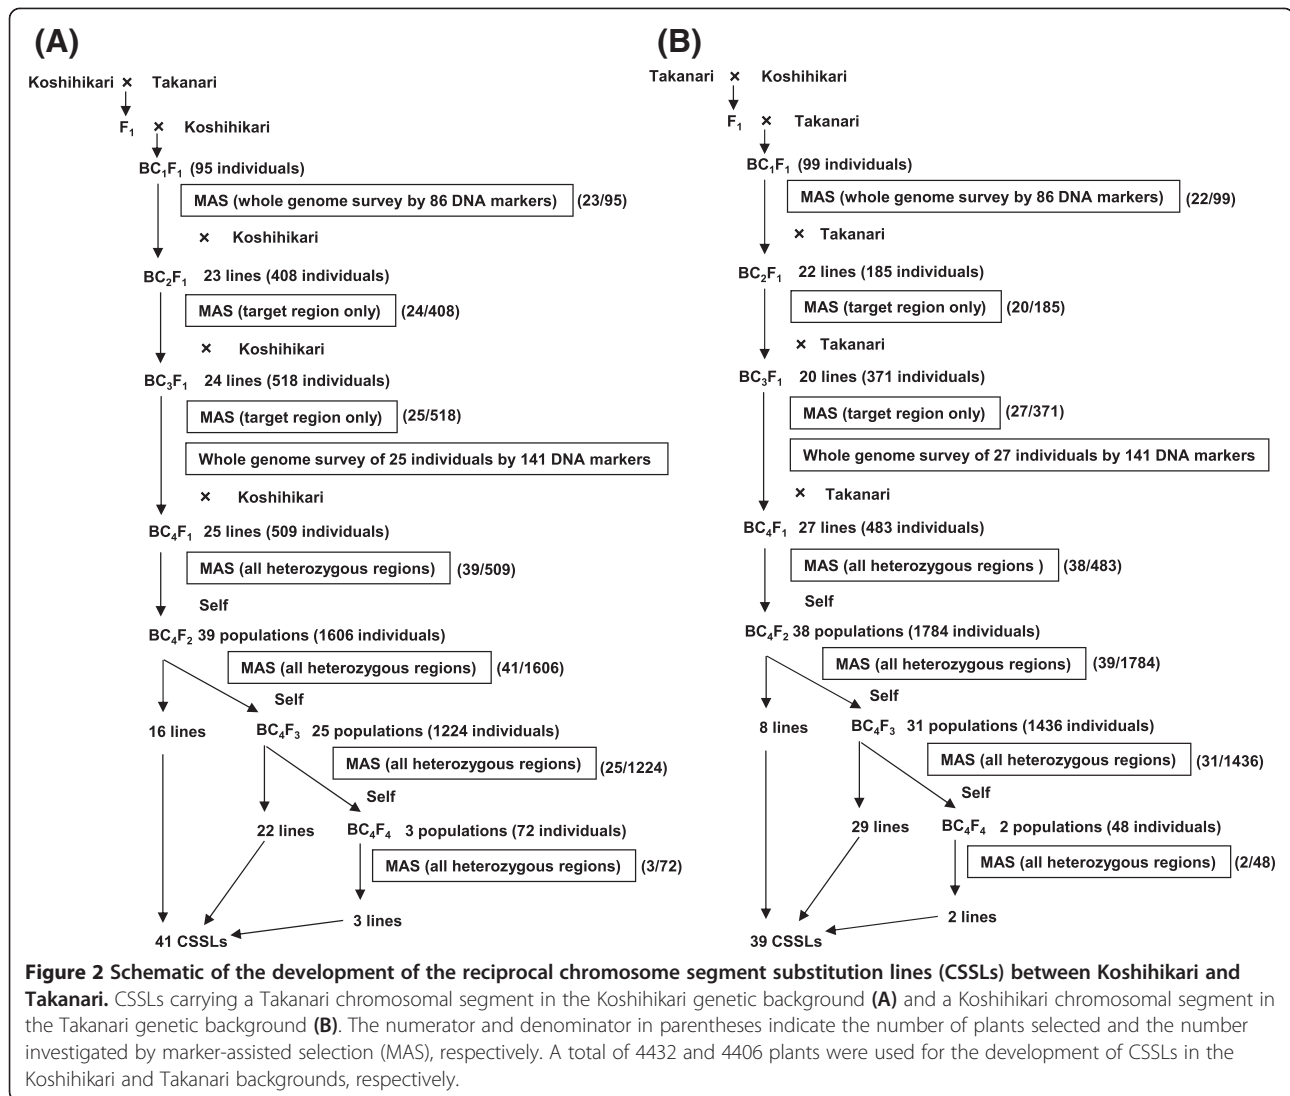 (A)
Koshihikari × Takanari
F1 × Koshihikari
BC1F1 (95 individuals)
MAS (whole genome survey by 86 DNA markers) (23/95)
× Koshihikari
BC2F1 23 lines (408 individuals)
MAS (target region only) (24/408)
× Koshihikari
BC3F1 24 lines (518 individuals)
MAS (target region only) (25/518)
Whole genome survey of 25 individuals by 141 DNA markers
× Koshihikari
BC4F1 25 lines (509 individuals)
MAS (all heterozygous regions) (39/509)
Self
BC4F2 39 populations (1606 individuals)
MAS (all heterozygous regions) (41/1606)
Self
16 lines BC4F3 25 populations (1224 individuals)
MAS (all heterozygous regions) (25/1224)
Self
22 lines BC4F4 3 populations (72 individuals)
MAS (all heterozygous regions) (3/72)
3 lines
41 CSSLs
(B)
Takanari × Koshihikari
F1 × Takanari
BC1F1 (99 individuals)
MAS (whole genome survey by 86 DNA markers) (22/99)
× Takanari
BC2F1 22 lines (185 individuals)
MAS (target region only) (20/185)
× Takanari
BC3F1 20 lines (371 individuals)
MAS (target region only) (27/371)
Whole genome survey of 27 individuals by 141 DNA markers
× Takanari
BC4F1 27 lines (483 individuals)
MAS (all heterozygous regions ) (38/483)
Self
BC4F2 38 populations (1784 individuals)
MAS (all heterozygous regions) (39/1784)
Self
8 lines BC4F3 31 populations (1436 individuals)
MAS (all heterozygous regions) (31/1436)
Self
29 lines BC4F4 2 populations (48 individuals)
MAS (all heterozygous regions) (2/48)
2 lines
39 CSSLs
Figure 2 Schematic of the development of the reciprocal chromosome segment substitution lines (CSSLs) between Koshihikari and
Takanari. CSSLs carrying a Takanari chromosomal segment in the Koshihikari genetic background (A) and a Koshihikari chromosomal segment in
the Takanari genetic background (B). The numerator and denominator in parentheses indicate the number of plants selected and the number
investigated by marker-assisted selection (MAS), respectively. A total of 4432 and 4406 plants were used for the development of CSSLs in the
Koshihikari and Takanari backgrounds, respectively.